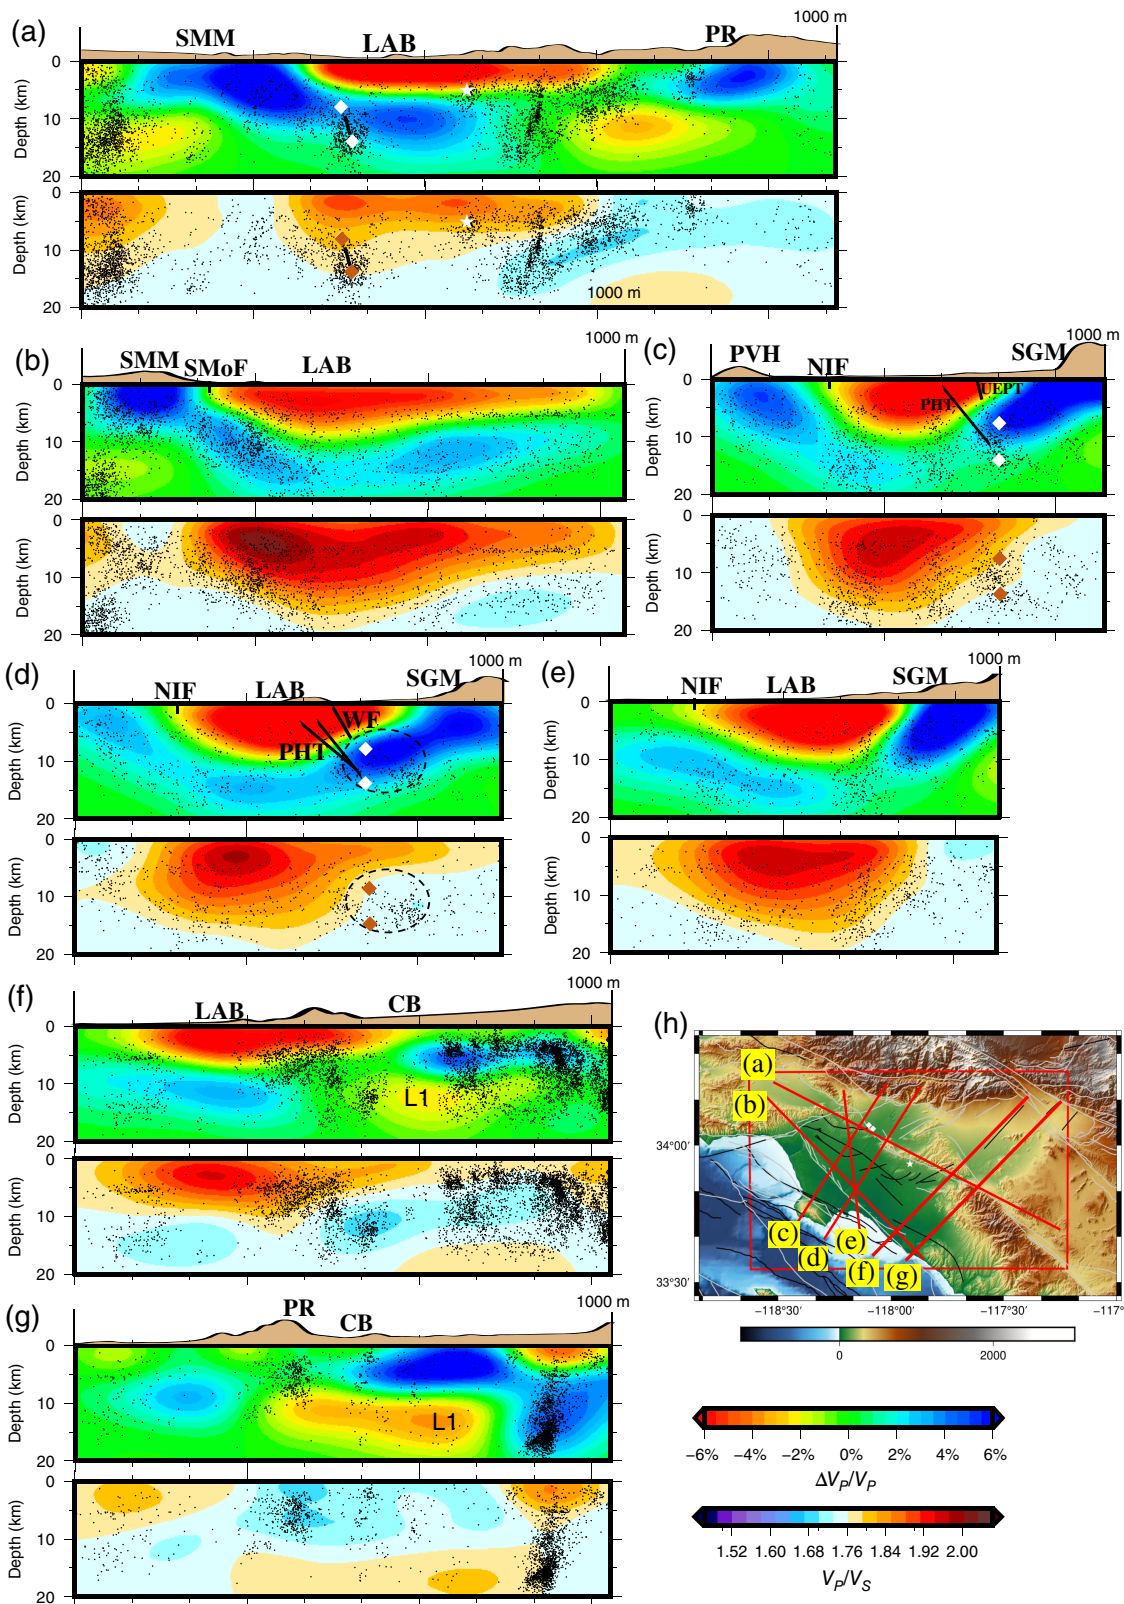 (a)
1000 m
SMM
LAB
PR
0
10
20
Depth (km)
0
10
20
Depth (km)
1000 m
(b)
1000 m
SMM
SMoF
LAB
0
10
20
Depth (km)
0
10
20
Depth (km)
(c)
1000 m
PVH
NIF
SGM
UEPT
PHT
0
10
20
Depth (km)
0
10
20
Depth (km)
(d)
1000 m
NIF
LAB
SGM
WF
PHT
0
10
20
Depth (km)
0
10
20
Depth (km)
(e)
1000 m
NIF
LAB
SGM
0
10
20
Depth (km)
0
10
20
Depth (km)
(f)
1000 m
LAB
CB
L1
0
10
20
Depth (km)
0
10
20
Depth (km)
(g)
1000 m
PR
CB
L1
0
10
20
Depth (km)
0
10
20
Depth (km)
(h)
(a)
(b)
(c)
(d)
(e)
(f)
(g)
34°00'
33°30'
−118°30'
−118°00'
−117°30'
−117°
0
2000
−6% −4% −2% 0% 2% 4% 6%
ΔVP/VP
1.52 1.60 1.68 1.76 1.84 1.92 2.00
VP/VS